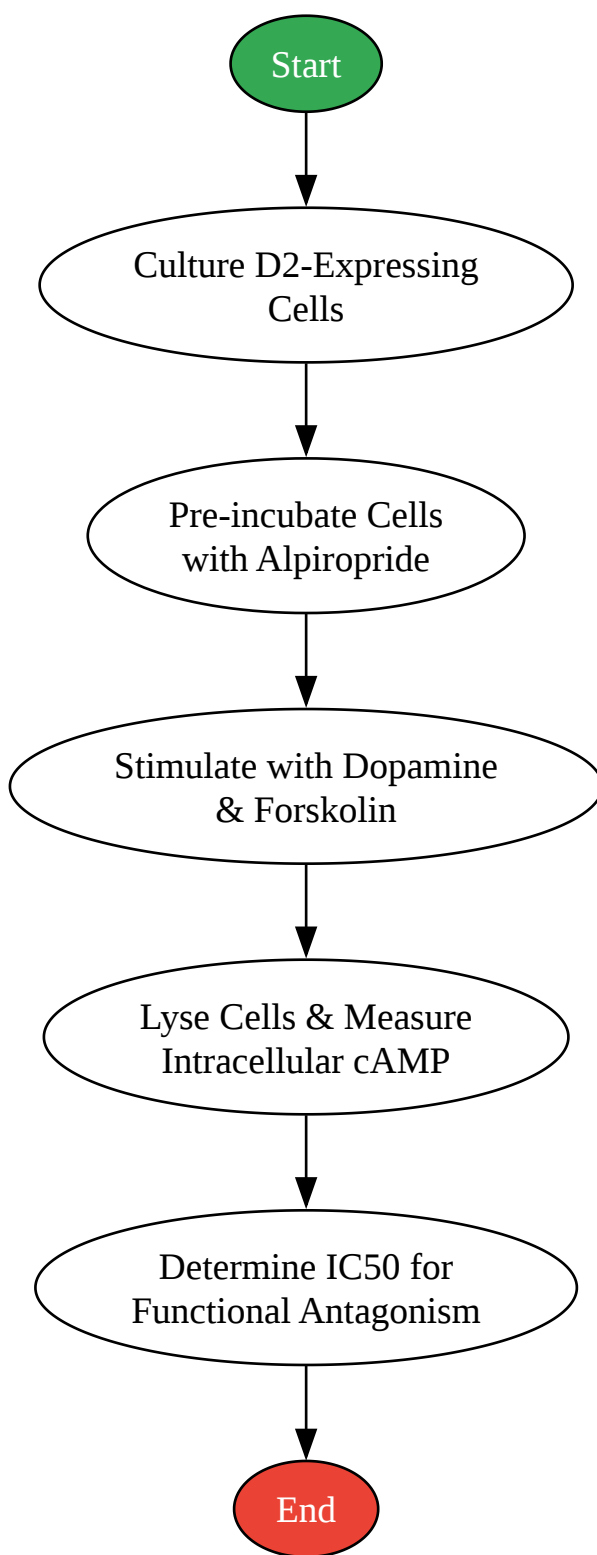 Start
Culture D2-Expressing
Cells
Pre-incubate Cells
with Alpiropride
Stimulate with Dopamine
& Forskolin
Lyse Cells & Measure
Intracellular cAMP
Determine IC50 for
Functional Antagonism
End